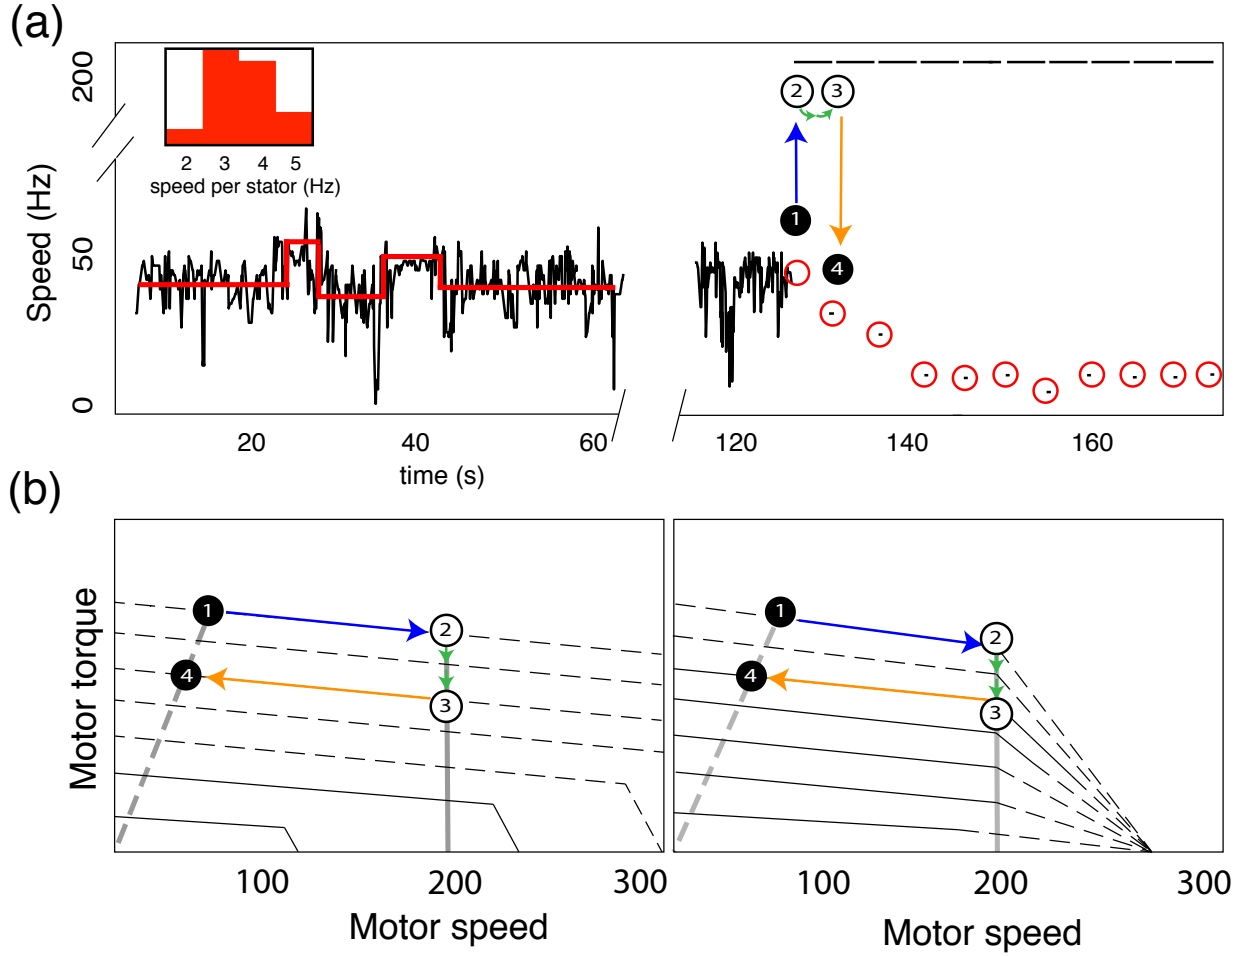 (a)
200
50
0
Speed (Hz)
2 3 4 5
speed per stator (Hz)
2 3
1
4
20 40 60 120 140 160
time (s)
(b)
Motor torque
1
2
4
3
1
2
4
3
100 200 300
Motor speed
100 200 300
Motor speed